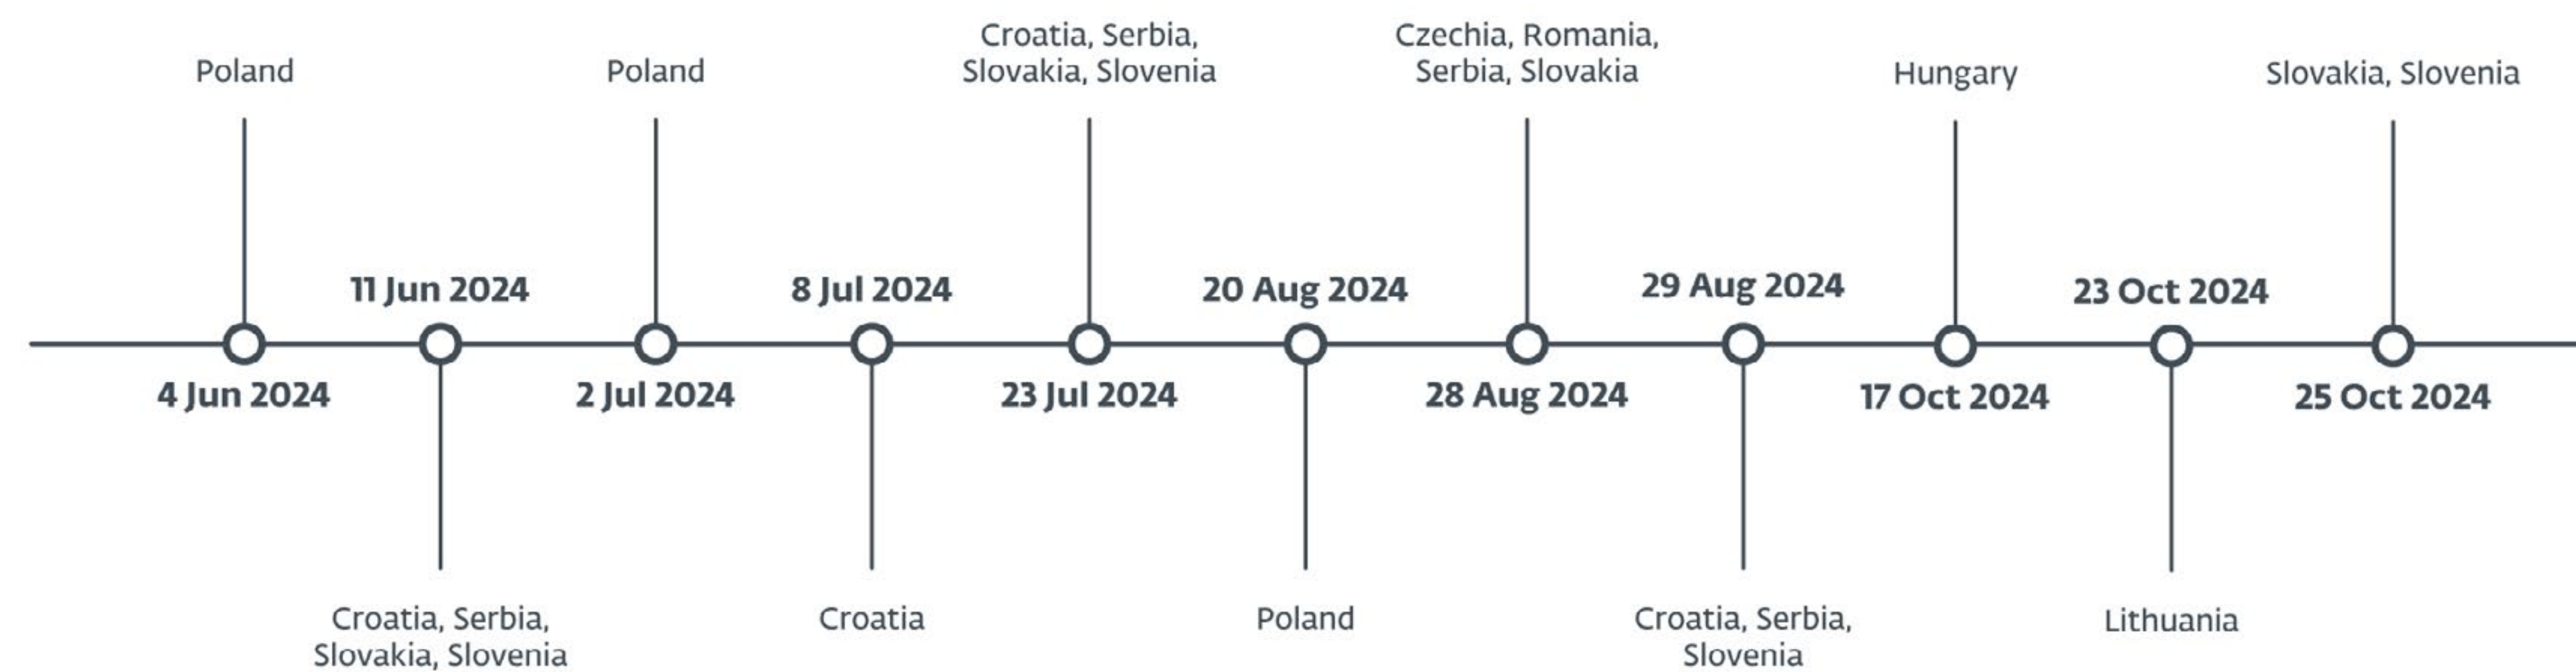 Croatia, Serbia,
Slovakia, Slovenia
Czechia, Romania,
Serbia, Slovakia
Poland
Poland
Hungary
Slovakia, Slovenia
11 Jun 2024
8 Jul 2024
20 Aug 2024
29 Aug 2024
23 Oct 2024
4 Jun 2024
2 Jul 2024
23 Jul 2024
28 Aug 2024
17 Oct 2024
25 Oct 2024
Croatia, Serbia,
Slovakia, Slovenia
Croatia
Poland
Croatia, Serbia,
Slovenia
Lithuania